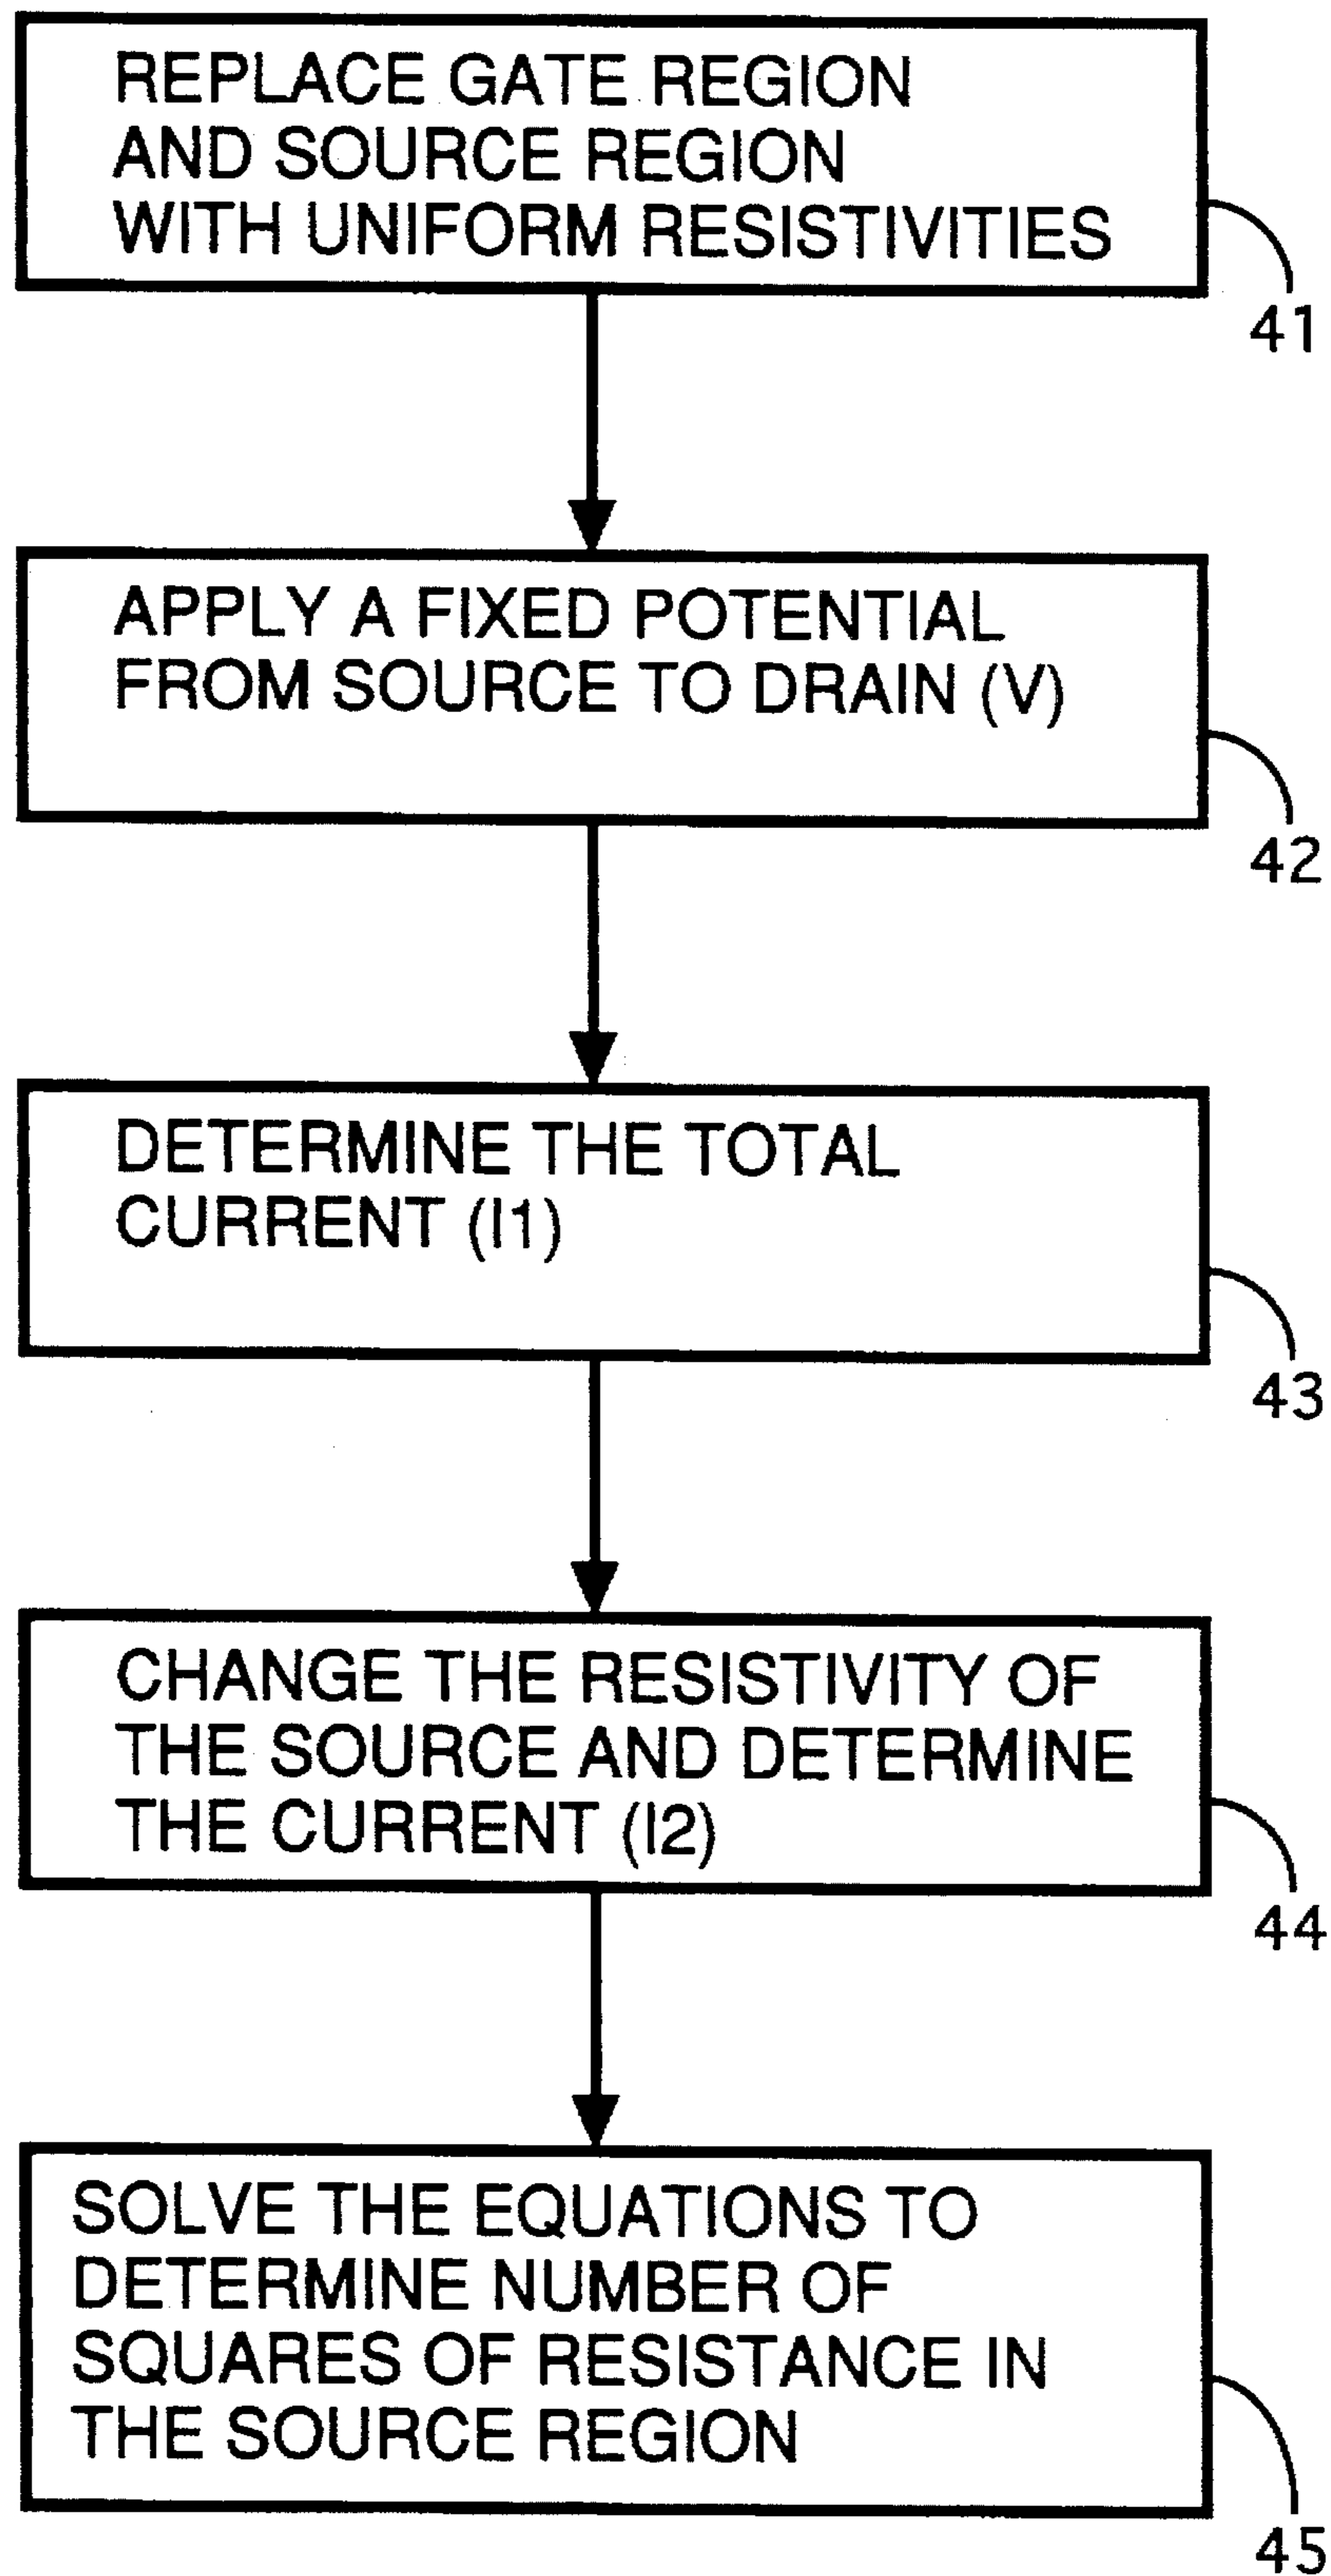 REPLACE GATE REGION
AND SOURCE REGION
WITH UNIFORM RESISTIVITIES
41
APPLY A FIXED POTENTIAL
FROM SOURCE TO DRAIN (V)
42
DETERMINE THE TOTAL
CURRENT (I1)
43
CHANGE THE RESISTIVITY OF
THE SOURCE AND DETERMINE
THE CURRENT (I2)
44
SOLVE THE EQUATIONS TO
DETERMINE NUMBER OF
SQUARES OF RESISTANCE IN
THE SOURCE REGION
45